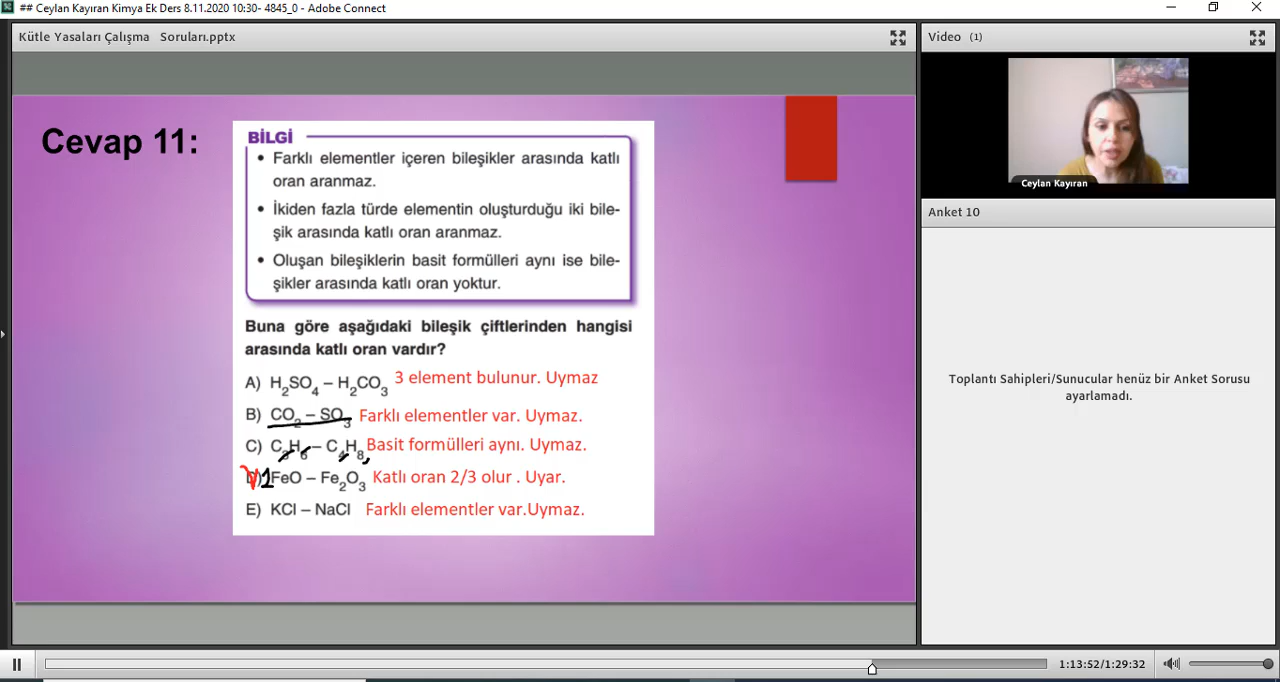 ## Ceylan Kayıran Kimya Ek Ders 8.11.2020 10:30- 4845_0 - Adobe Connect
Kütle Yasaları Çalışma Soruları.pptx
Cevap 11:
BİLGİ
• Farklı elementler içeren bileşikler arasında katlı
oran aranmaz.
• İkiden fazla türde elementin oluşturduğu iki bile-
şik arasında katlı oran aranmaz.
• Oluşan bileşiklerin basit formülleri aynı ise bile-
şikler arasında katlı oran yoktur.
Buna göre aşağıdaki bileşik çiftlerinden hangisi
arasında katlı oran vardır?
A) H₂SO₄ – H₂CO₃ 3 element bulunur. Uymaz
B) CO₂ – SO₃ Farklı elementler var. Uymaz.
C) C₃H₆ – C₄H₈ Basit formülleri aynı. Uymaz.
D) 1FeO – Fe₂O₃ Katlı oran 2/3 olur . Uyar.
E) KCl – NaCl Farklı elementler var.Uymaz.
Video (1)
Ceylan Kayıran
Anket 10
Toplantı Sahipleri/Sunucular henüz bir Anket Sorusu
ayarlamadı.
1:13:52/1:29:32